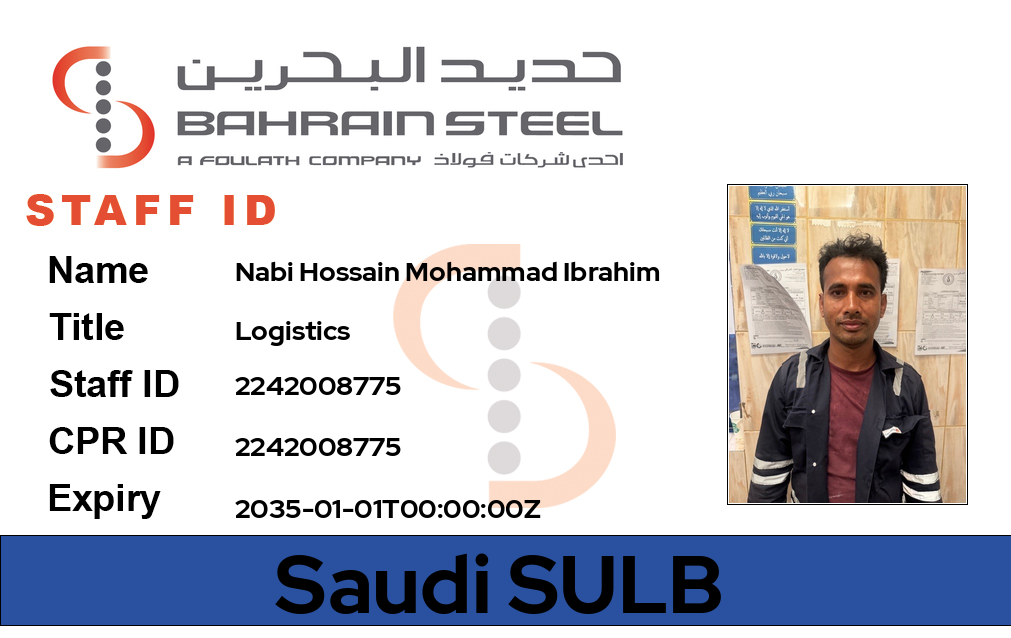 حديد البحرين
BAHRAIN STEEL
A FOULATH COMPANY احدى شركات فولاذ
STAFF ID
Name Nabi Hossain Mohammad Ibrahim
Title Logistics
Staff ID 2242008775
CPR ID 2242008775
Expiry 2035-01-01T00:00:00Z
Saudi SULB